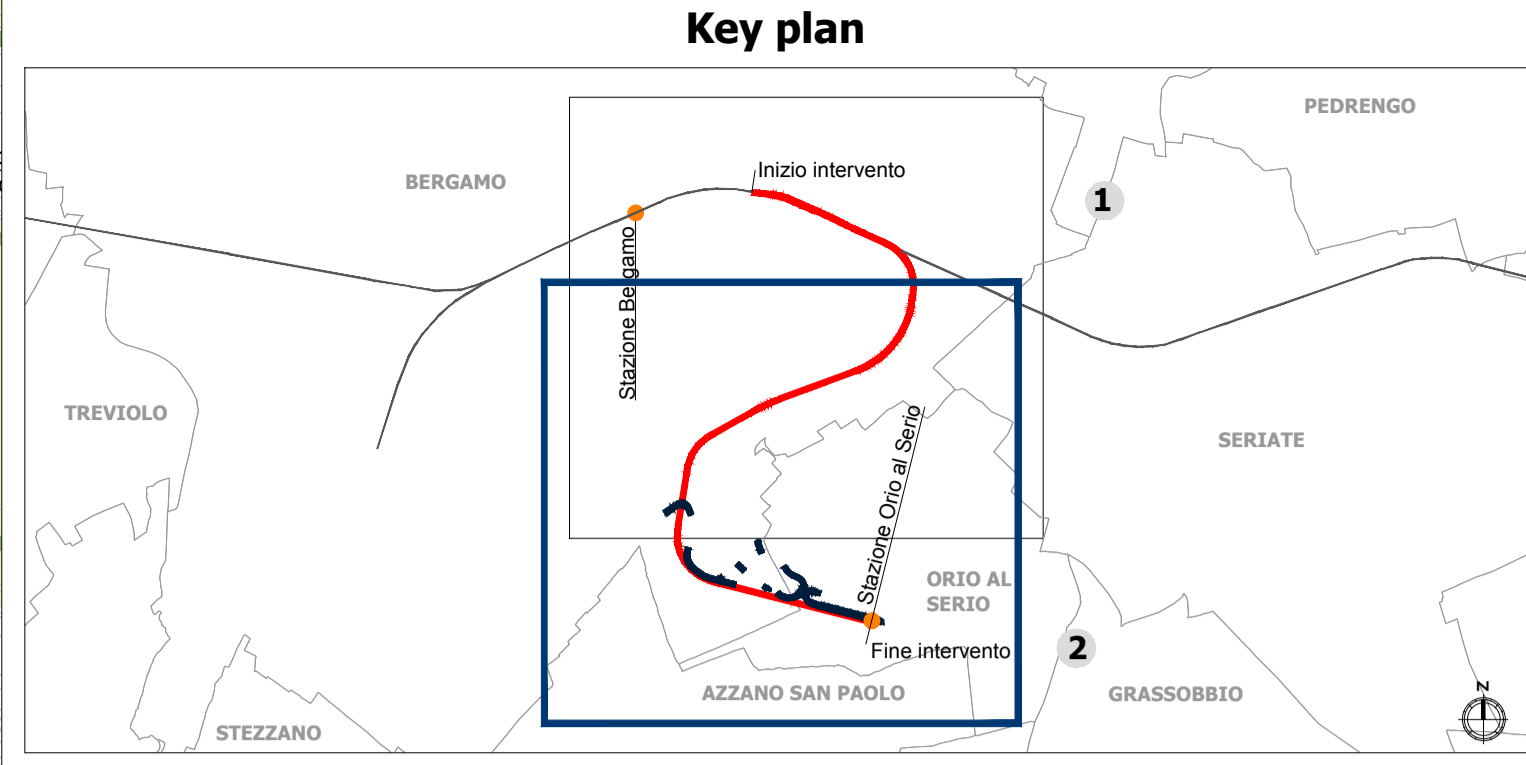 Key plan
PEDRENGO
Inizio intervento
BERGAMO
1
Stazione Bergamo
TREVIOLO
SERIATE
Stazione Orio al Serio
ORIO AL
SERIO
Fine intervento
2
AZZANO SAN PAOLO
GRASSOBBIO
N
STEZZANO